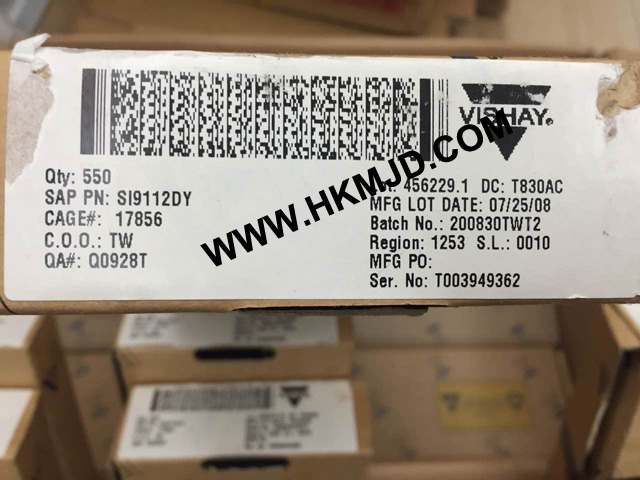 VISHAY®
Qty: 550
SAP PN: SI9112DY
CAGE#: 17856
C.O.O.: TW
QA#: Q0928T
456229.1 DC: T830AC
MFG LOT DATE: 07/25/08
Batch No.: 200830TWT2
Region: 1253 S.L.: 0010
MFG PO:
Ser. No: T003949362
WWW.HKMJD.COM